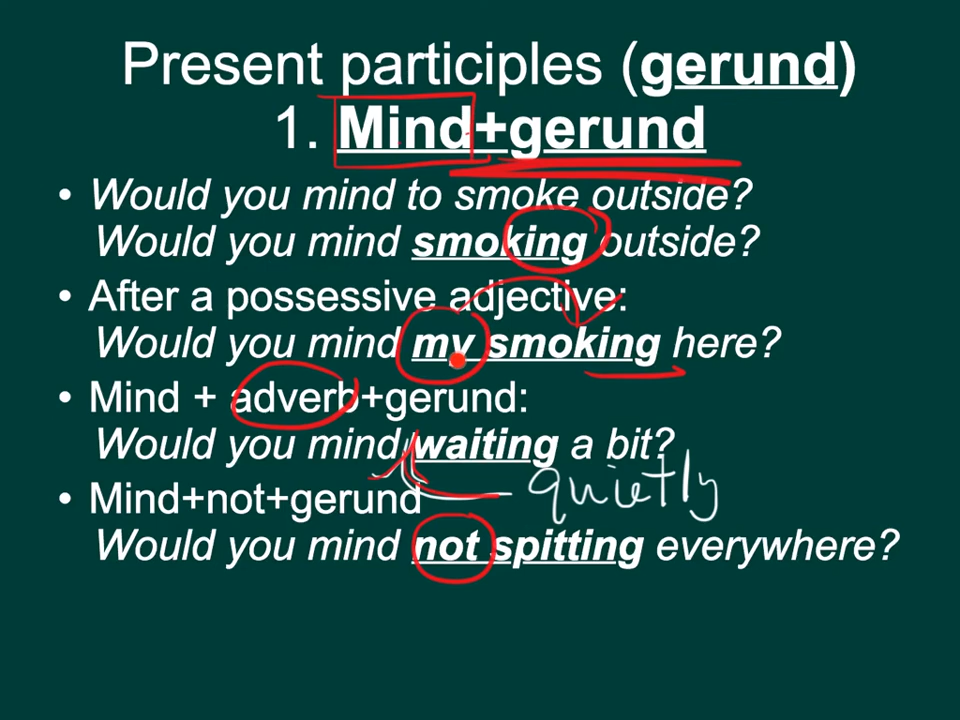 Present participles (gerund)
1. Mind+gerund
• Would you mind to smoke outside?
Would you mind smoking outside?
• After a possessive adjective:
Would you mind my smoking here?
• Mind + adverb+gerund:
Would you mind waiting a bit?
quietly
• Mind+not+gerund
Would you mind not spitting everywhere?